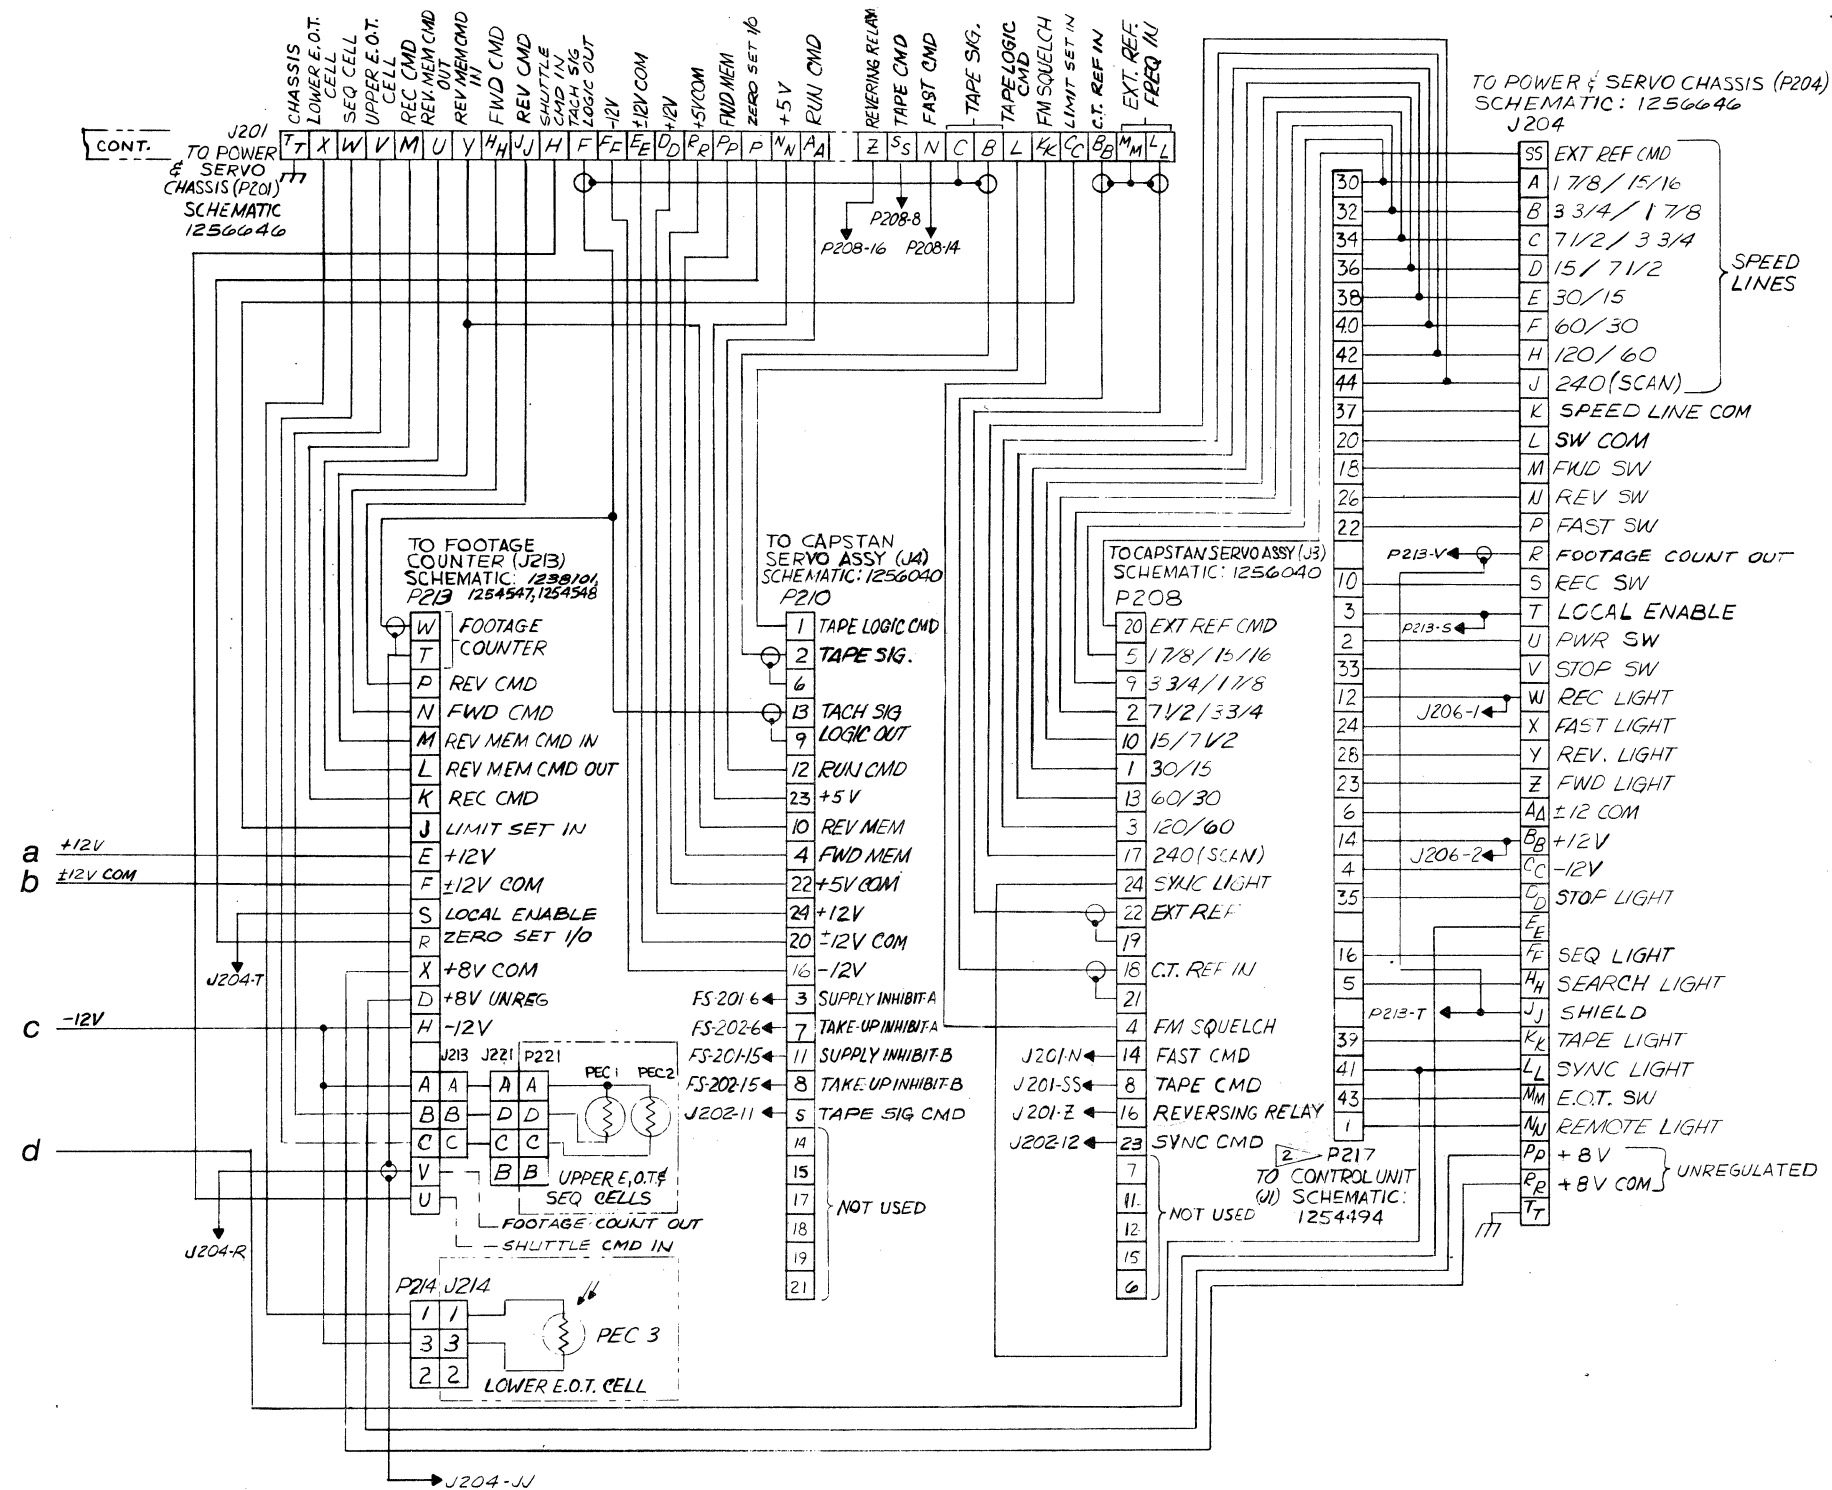 CHASSIS
LOWER E.O.T.
CELL
SEQ CELL
UPPER E.O.T.
CELL
REC CMD
REV. MEM CMD
OUT
REV MEM CMD
IN
FWD CMD
REV CMD
SHUTTLE
CMD IN
TACH SIG
LOGIC OUT
-12V
±12V COM
+12V
+5V COM
FWD MEM
ZERO SET I/O
+5V
RUN CMD
REVERING RELAY
TAPE CMD
FAST CMD
TAPE SIG.
TAPE LOGIC
CMD
FM SQUELCH
LIMIT SET IN
C.T. REF IN
EXT. REF.
FREQ IN
CONT.
J201
TO POWER
& SERVO
CHASSIS (P201)
SCHEMATIC
1256646
TT X W V M U Y HH JJ H F FF EE DD RR PP P NN AA Z SS N C B L KK CC BB MM LL
P208-16
P208-8
P208-14
TO POWER & SERVO CHASSIS (P204)
SCHEMATIC: 1256646
J204
SS EXT REF CMD
30 A 1 7/8 / 15/16
32 B 3 3/4 / 1 7/8
34 C 7 1/2 / 3 3/4
36 D 15 / 7 1/2
38 E 30/15
40 F 60/30
42 H 120/60
44 J 240 (SCAN)
SPEED
LINES
37 K SPEED LINE COM
20 L SW COM
18 M FWD SW
26 N REV SW
22 P FAST SW
P213-V R FOOTAGE COUNT OUT
10 S REC SW
3 T LOCAL ENABLE
P213-S
2 U PWR SW
33 V STOP SW
12 W REC LIGHT
J206-1
24 X FAST LIGHT
28 Y REV. LIGHT
23 Z FWD LIGHT
6 AA ±12 COM
14 BB +12V
J206-2
4 CC -12V
35 DD STOP LIGHT
EE
16 FF SEQ LIGHT
5 HH SEARCH LIGHT
P213-T JJ SHIELD
39 KK TAPE LIGHT
41 LL SYNC LIGHT
43 MM E.O.T. SW
1 NN REMOTE LIGHT
PP +8V
RR +8V COM
UNREGULATED
TT
2 P217
TO CONTROL UNIT
(J1) SCHEMATIC:
1254494
TO FOOTAGE
COUNTER (J213)
SCHEMATIC: 1238101,
1254547, 1254548
P213
W FOOTAGE
T COUNTER
P REV CMD
N FWD CMD
M REV MEM CMD IN
L REV MEM CMD OUT
K REC CMD
J LIMIT SET IN
a +12V E +12V
b ±12V COM F ±12V COM
S LOCAL ENABLE
R ZERO SET I/O
J204-T
X +8V COM
D +8V UNREG
c -12V H -12V
J213 J221 P221
PEC 1 PEC 2
A A A A
B B D D
C C C C
d
V B B
U
UPPER E.O.T. &
SEQ CELLS
FOOTAGE COUNT OUT
SHUTTLE CMD IN
J204-R
P214 J214
1 1
3 3
2 2
PEC 3
LOWER E.O.T. CELL
J204-JJ
TO CAPSTAN
SERVO ASSY (J4)
SCHEMATIC: 1256040
P210
1 TAPE LOGIC CMD
2 TAPE SIG.
6
13 TACH SIG
9 LOGIC OUT
12 RUN CMD
23 +5V
10 REV MEM
4 FWD MEM
22 +5V COM
24 +12V
20 ±12V COM
16 -12V
FS-201-6 3 SUPPLY INHIBIT-A
FS-202-6 7 TAKE-UP INHIBIT-A
FS-201-15 11 SUPPLY INHIBIT-B
FS-202-15 8 TAKE-UP INHIBIT-B
J202-11 5 TAPE SIG CMD
14
15
17
18
19
21
NOT USED
TO CAPSTAN SERVO ASSY (J3)
SCHEMATIC: 1256040
P208
20 EXT REF CMD
5 1 7/8 / 15/16
9 3 3/4 / 1 7/8
2 7 1/2 / 3 3/4
10 15/7 1/2
1 30/15
13 60/30
3 120/60
17 240 (SCAN)
24 SYNC LIGHT
22 EXT REF
19
18 C.T. REF IN
21
4 FM SQUELCH
J201-N 14 FAST CMD
J201-SS 8 TAPE CMD
J201-Z 16 REVERSING RELAY
J202-12 23 SYNC CMD
7
11
12
15
6
NOT USED